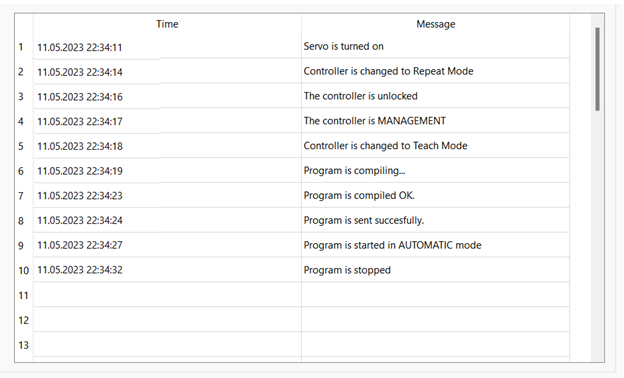 Time Message
1 11.05.2023 22:34:11 Servo is turned on
2 11.05.2023 22:34:14 Controller is changed to Repeat Mode
3 11.05.2023 22:34:16 The controller is unlocked
4 11.05.2023 22:34:17 The controller is MANAGEMENT
5 11.05.2023 22:34:18 Controller is changed to Teach Mode
6 11.05.2023 22:34:19 Program is compiling...
7 11.05.2023 22:34:23 Program is compiled OK.
8 11.05.2023 22:34:24 Program is sent succesfully.
9 11.05.2023 22:34:27 Program is started in AUTOMATIC mode
10 11.05.2023 22:34:32 Program is stopped
11
12
13